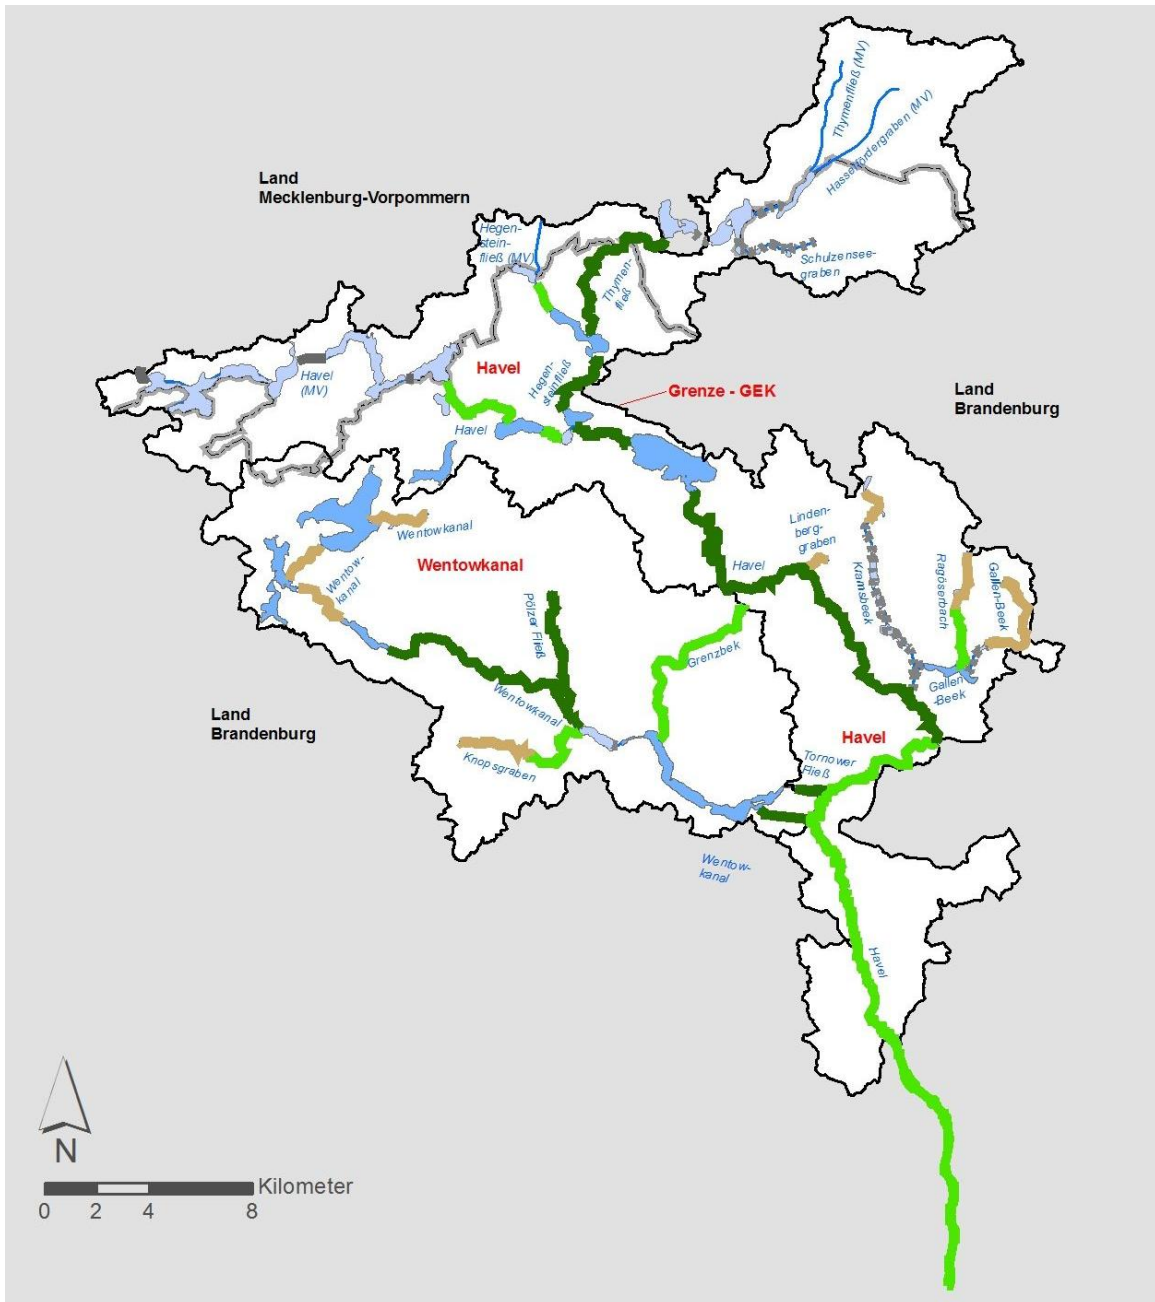 Thymenfließ (MV)
Hasselfördergraben (MV)
Land
Mecklenburg-Vorpommern
Hegen-
stein-
fließ (MV)
Schulzensee-
graben
Thymen-
fließ
Havel
(MV)
Havel
Hegen-
steinfließ
Grenze - GEK
Land
Brandenburg
Havel
Wentowkanal
Linden-
berg-
graben
Wentow-
kanal
Wentowkanal
Havel
Kramsbeek
Ragöserbach
Gallen-Beek
Pölzer Fließ
Grenzbek
Gallen
-Beek
Wentowkanal
Land
Brandenburg
Havel
Knopsgraben
Tornower
Fließ
Wentow-
kanal
Havel
N
Kilometer
0 2 4 8